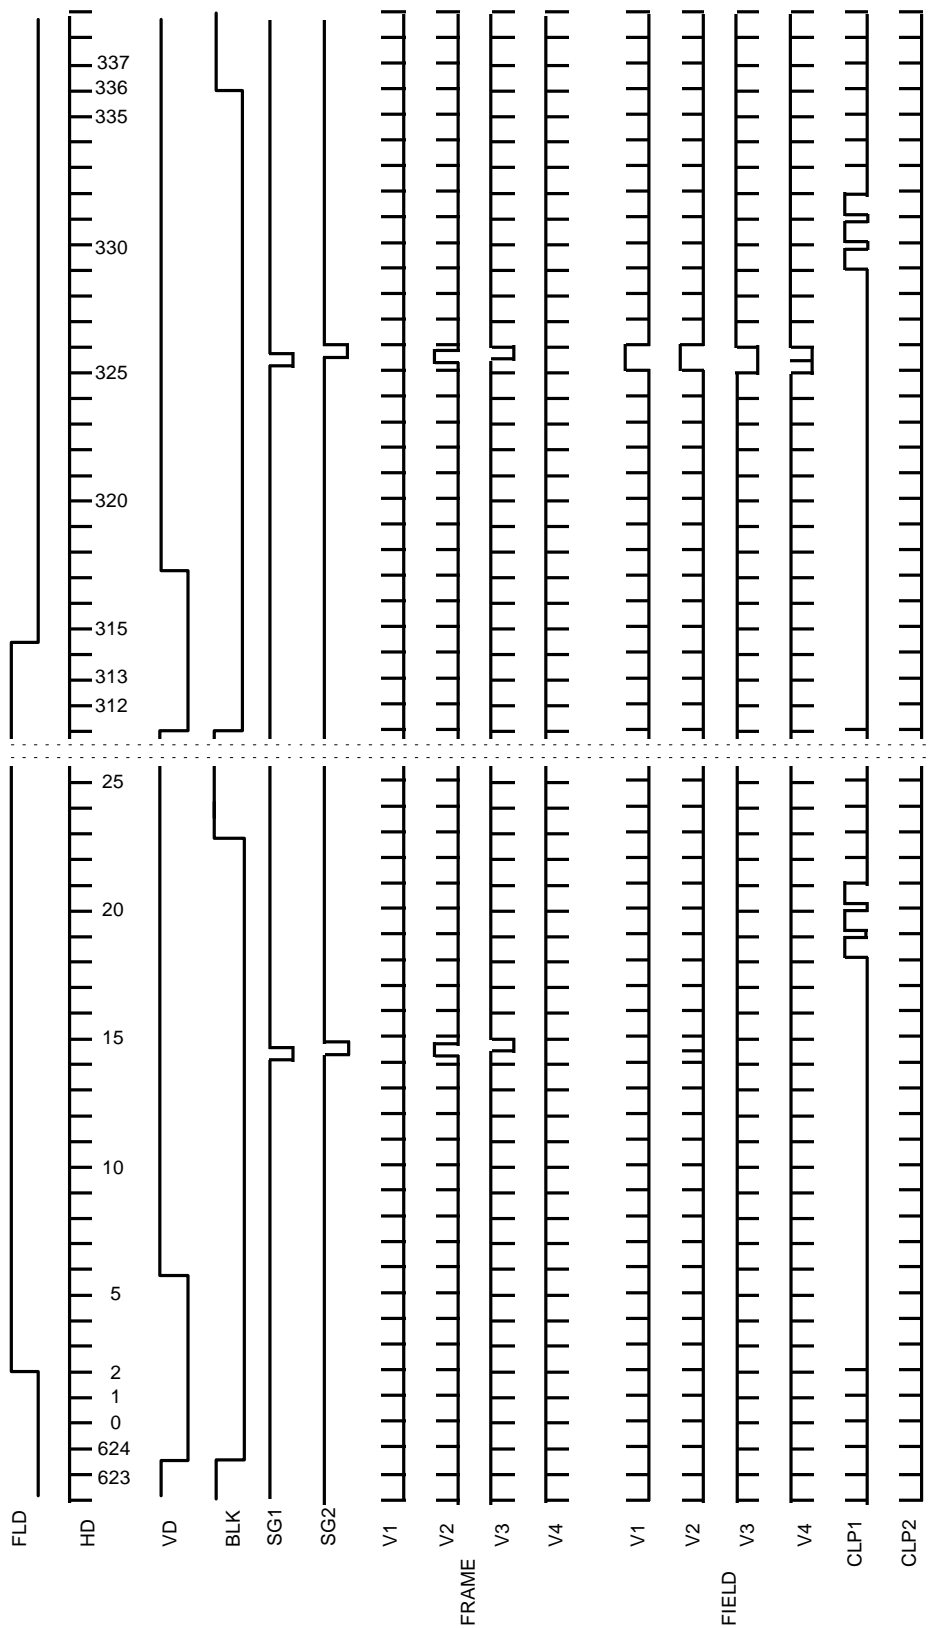 337
336
335
330
325
320
315
313
312
25
20
15
10
5
2
1
0
624
623
FLD
HD
VD
BLK
SG1
SG2
V1
V2
V3
V4
FRAME
V1
V2
V3
V4
FIELD
CLP1
CLP2